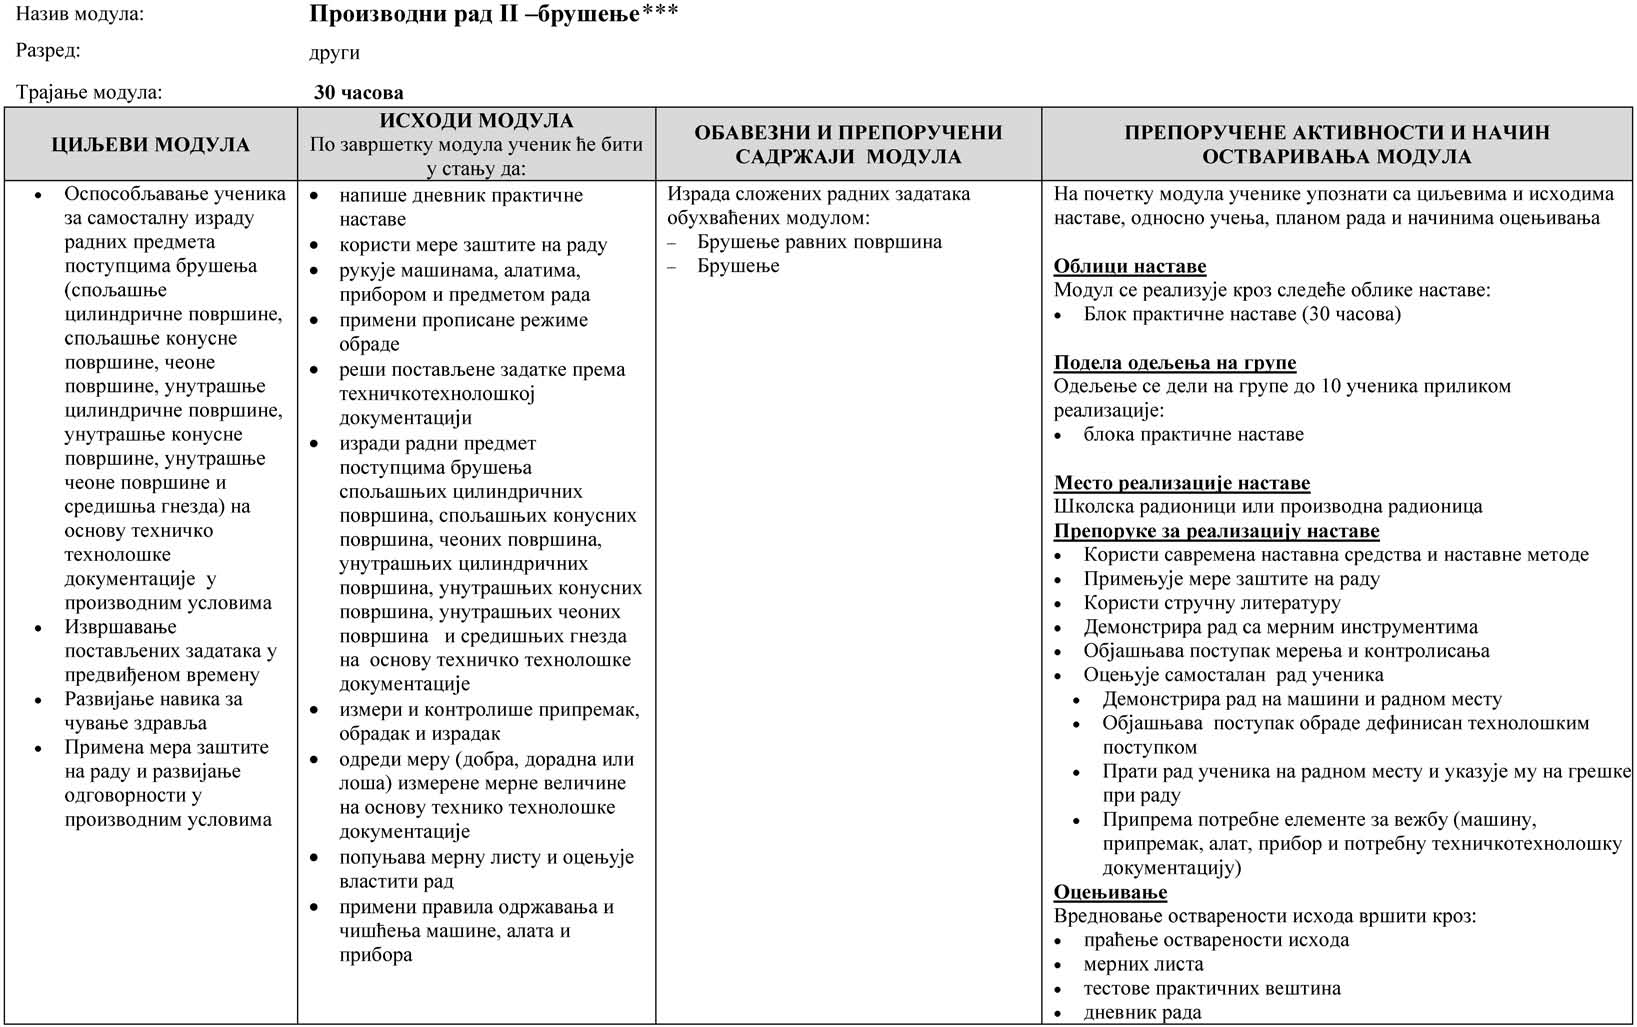 Назив модула: Производни рад II –брушење***
Разред: други
Трајање модула: 30 часова
ЦИЉЕВИ МОДУЛА
ИСХОДИ МОДУЛА
По завршетку модула ученик ће бити
у стању да:
ОБАВЕЗНИ И ПРЕПОРУЧЕНИ
САДРЖАЈИ МОДУЛА
ПРЕПОРУЧЕНЕ АКТИВНОСТИ И НАЧИН
ОСТВАРИВАЊА МОДУЛА
• Оспособљавање ученика
за самосталну израду
радних предмета
поступцима брушења
(спољашње
цилиндричне површине,
спољашње конусне
површине, чеоне
површине, унутрашње
цилиндричне површине,
унутрашње конусне
површине, унутрашње
чеоне површине и
средишња гнезда) на
основу техничко
технолошке
документације у
производним условима
• Извршавање
постављених задатака у
предвиђеном времену
• Развијање навика за
чување здравља
• Примена мера заштите
на раду и развијање
одговорности у
производним условима
• напише дневник практичне
наставе
• користи мере заштите на раду
• рукује машинама, алатима,
прибором и предметом рада
• примени прописане режиме
обраде
• реши постављене задатке према
техничкотехнолошкој
документацији
• изради радни предмет
поступцима брушења
спољашњих цилиндричних
површина, спољашњих конусних
површина, чеоних површина,
унутрашњих цилиндричних
површина, унутрашњих конусних
површина, унутрашњих чеоних
површина и средишњих гнезда
на основу техничко технолошке
документације
• измери и контролише припремак,
обрадак и израдак
• одреди меру (добра, дорадна или
лоша) измерене мерне величине
на основу технико технолошке
документације
• попуњава мерну листу и оцењује
властити рад
• примени правила одржавања и
чишћења машине, алата и
прибора
Израда сложених радних задатака
обухваћених модулом:
– Брушење равних површина
– Брушење
На почетку модула ученике упознати са циљевима и исходима
наставе, односно учења, планом рада и начинима оцењивања
Облици наставе
Модул се реализује кроз следеће облике наставе:
• Блок практичне наставе (30 часова)
Подела одељења на групе
Одељење се дели на групе до 10 ученика приликом
реализације:
• блока практичне наставе
Место реализације наставе
Школска радионици или производна радионица
Препоруке за реализацију наставе
• Користи савремена наставна средства и наставне методе
• Примењује мере заштите на раду
• Користи стручну литературу
• Демонстрира рад са мерним инструментима
• Објашњава поступак мерења и контролисања
• Оцењује самосталан рад ученика
• Демонстрира рад на машини и радном месту
• Објашњава поступак обраде дефинисан технолошким
поступком
• Прати рад ученика на радном месту и указује му на грешке
при раду
• Припрема потребне елементе за вежбу (машину,
припремак, алат, прибор и потребну техничкотехнолошку
документацију)
Оцењивање
Вредновање остварености исхода вршити кроз:
• праћење остварености исхода
• мерних листа
• тестове практичних вештина
• дневник рада